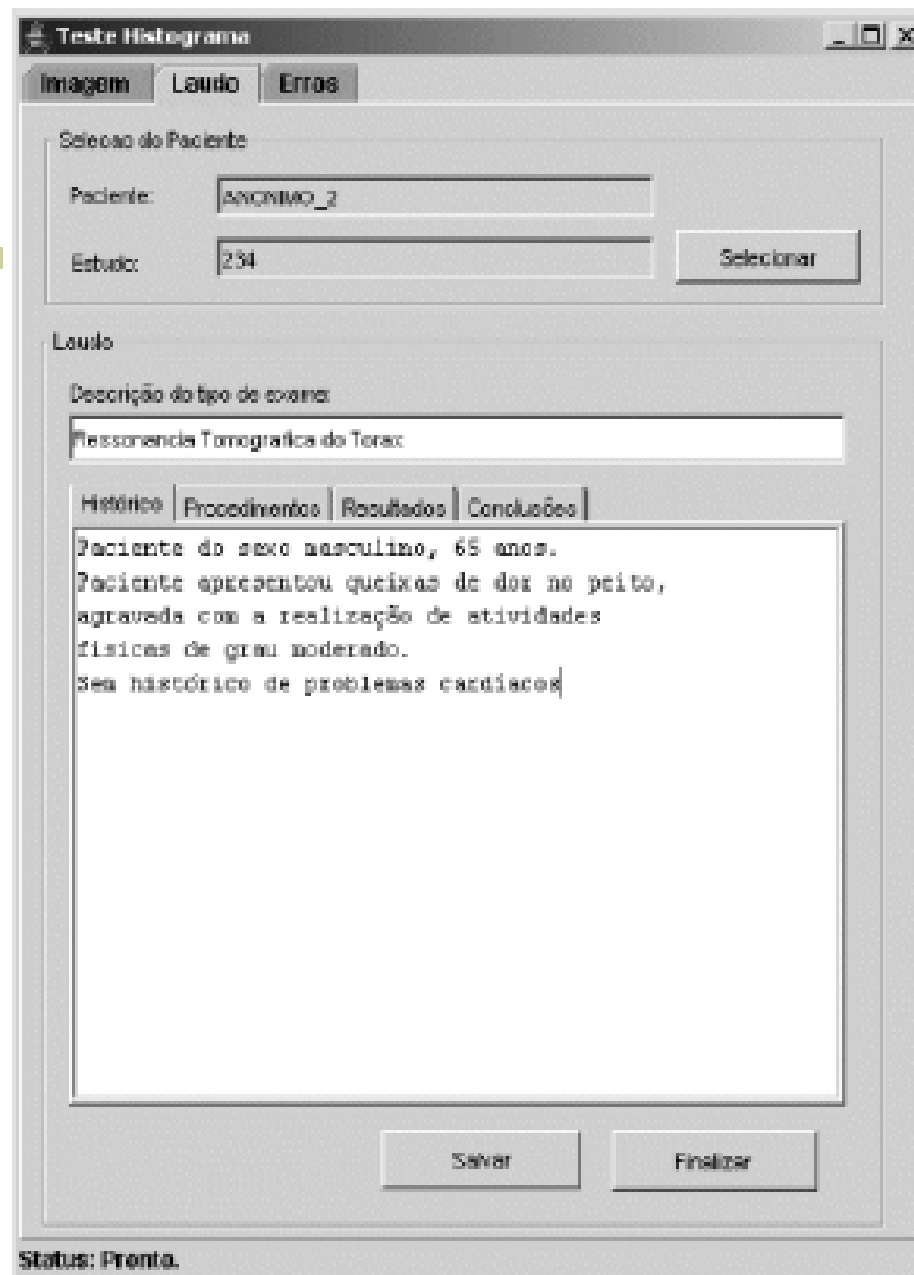 Teste Histograma
Imagem Laudo Erros
Selecao do Paciente
Paciente: ANONIMO_2
Estudo: 234 Selecionar
Laudo
Descrição do tipo de exame:
Ressonancia Tomografica do Torax
Histórico Procedimentos Resultados Conclusões
Paciente do sexo masculino, 65 anos.
Paciente apresentou queixas de dor no peito,
agravada com a realização de atividades
fisicas de grau moderado.
Sem histórico de problemas cardíacos
Salvar Finalizar
Status: Pronto.